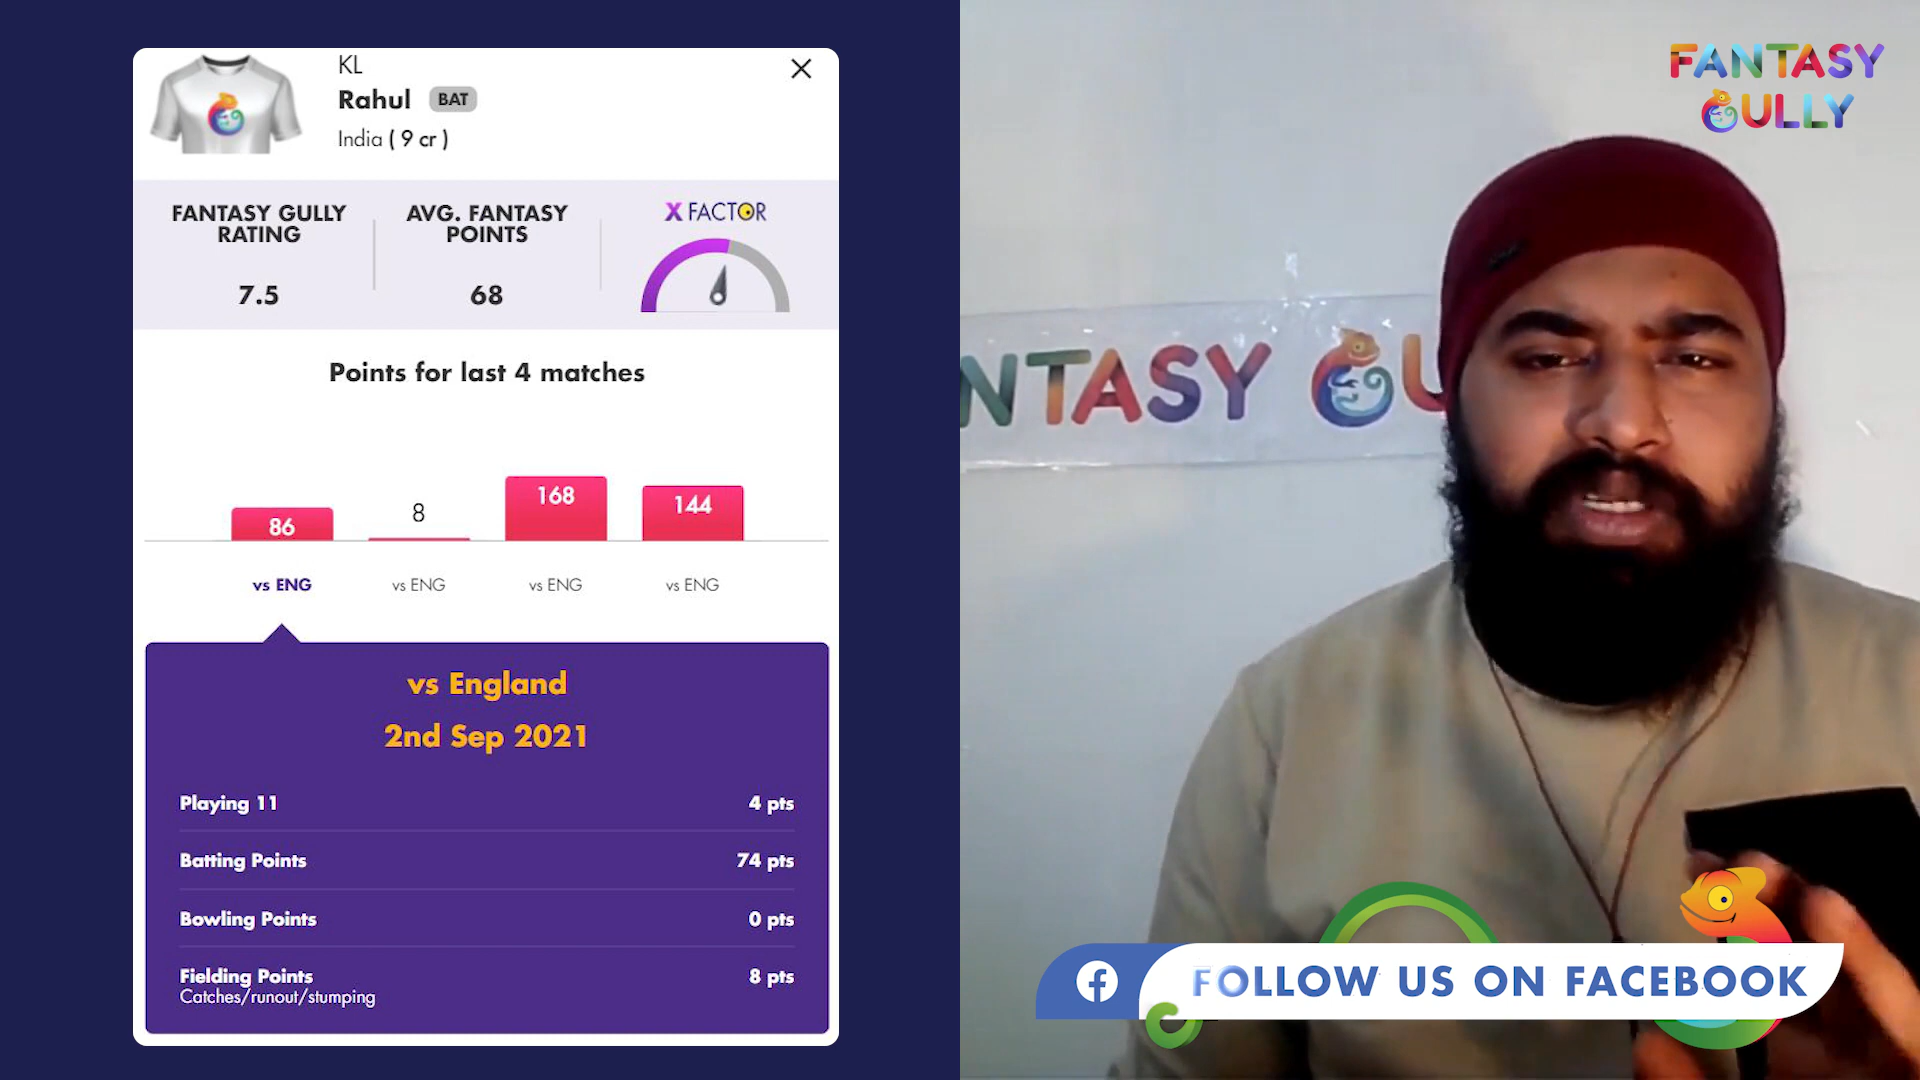 KL
Rahul BAT
India ( 9 cr )
FANTASY GULLY
RATING
7.5
AVG. FANTASY
POINTS
68
X FACTOR
Points for last 4 matches
86
8
168
144
vs ENG
vs ENG
vs ENG
vs ENG
vs England
2nd Sep 2021
Playing 11 4 pts
Batting Points 74 pts
Bowling Points 0 pts
Fielding Points 8 pts
Catches/runout/stumping
FANTASY
GULLY
NTASY GU
FOLLOW US ON FACEBOOK